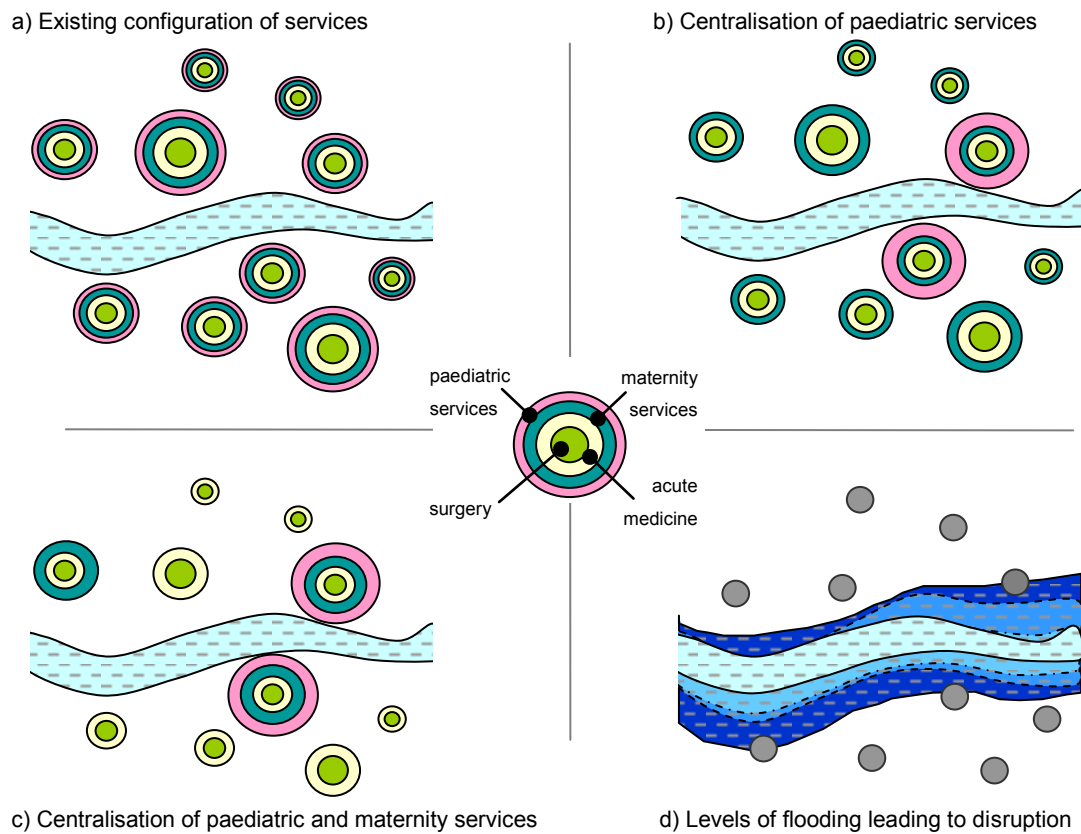 a) Existing configuration of services
b) Centralisation of paediatric services
paediatric
services
maternity
services
surgery
acute
medicine
c) Centralisation of paediatric and maternity services
d) Levels of flooding leading to disruption